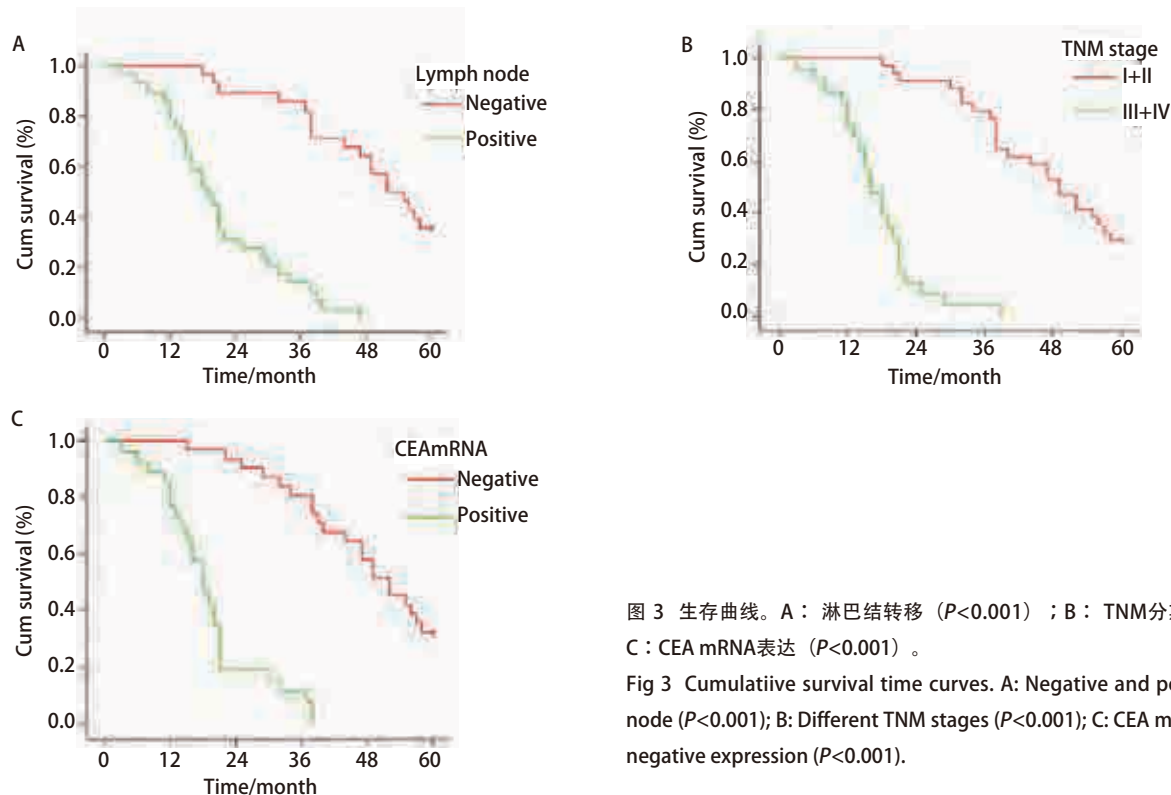 A
1.0
0.8
0.6
0.4
0.2
0.0
Cum survival (%)
Lymph node
Negative
Positive
0 12 24 36 48 60
Time/month
B
1.0
0.8
0.6
0.4
0.2
0.0
Cum survival (%)
TNM stage
I+II
III+IV
0 12 24 36 48 60
Time/month
C
1.0
0.8
0.6
0.4
0.2
0.0
Cum survival (%)
CEAmRNA
Negative
Positive
0 12 24 36 48 60
Time/month
图 3 生存曲线。A：淋巴结转移（P<0.001）；B：TNM分
C：CEA mRNA表达（P<0.001）。
Fig 3 Cumulatiive survival time curves. A: Negative and
node (P<0.001); B: Different TNM stages (P<0.001); C: CEA
negative expression (P<0.001).